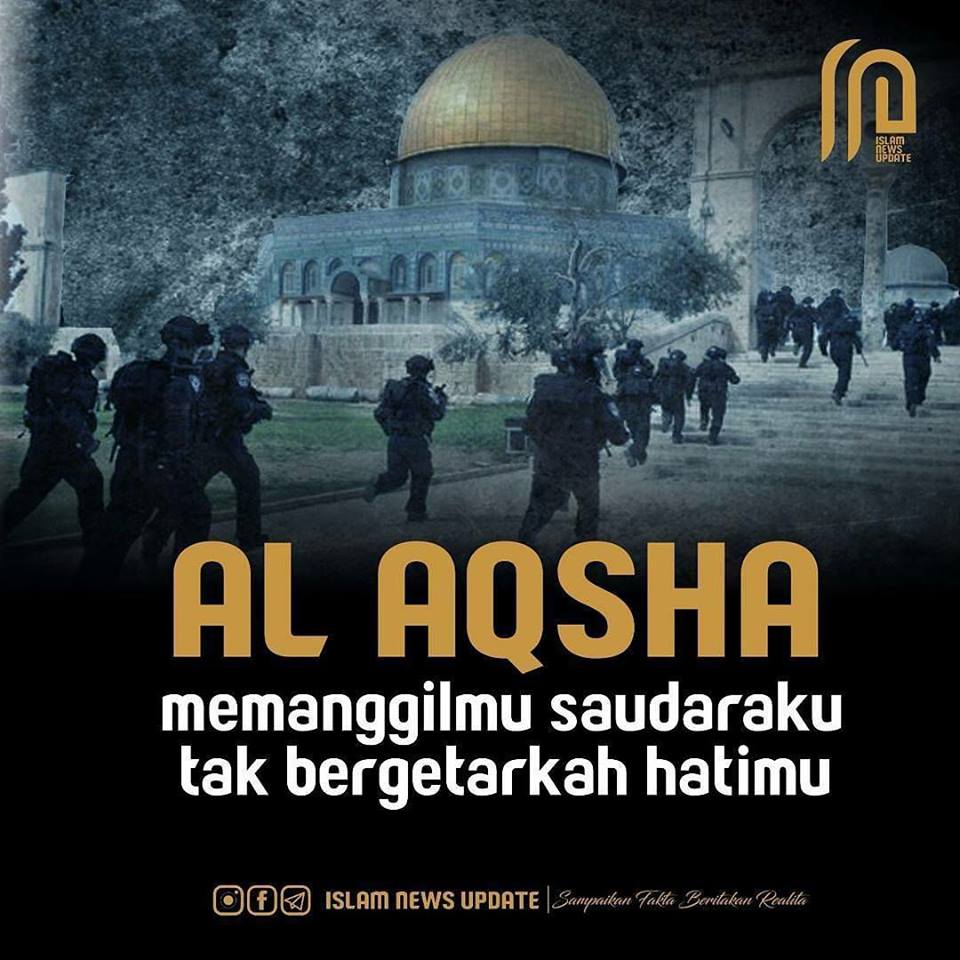 ISLAM
NEWS
UPDATE
AL AQSHA
memanggilmu saudaraku
tak bergetarkah hatimu
ISLAM NEWS UPDATE | Sampaikan Fakta Beritakan Realita